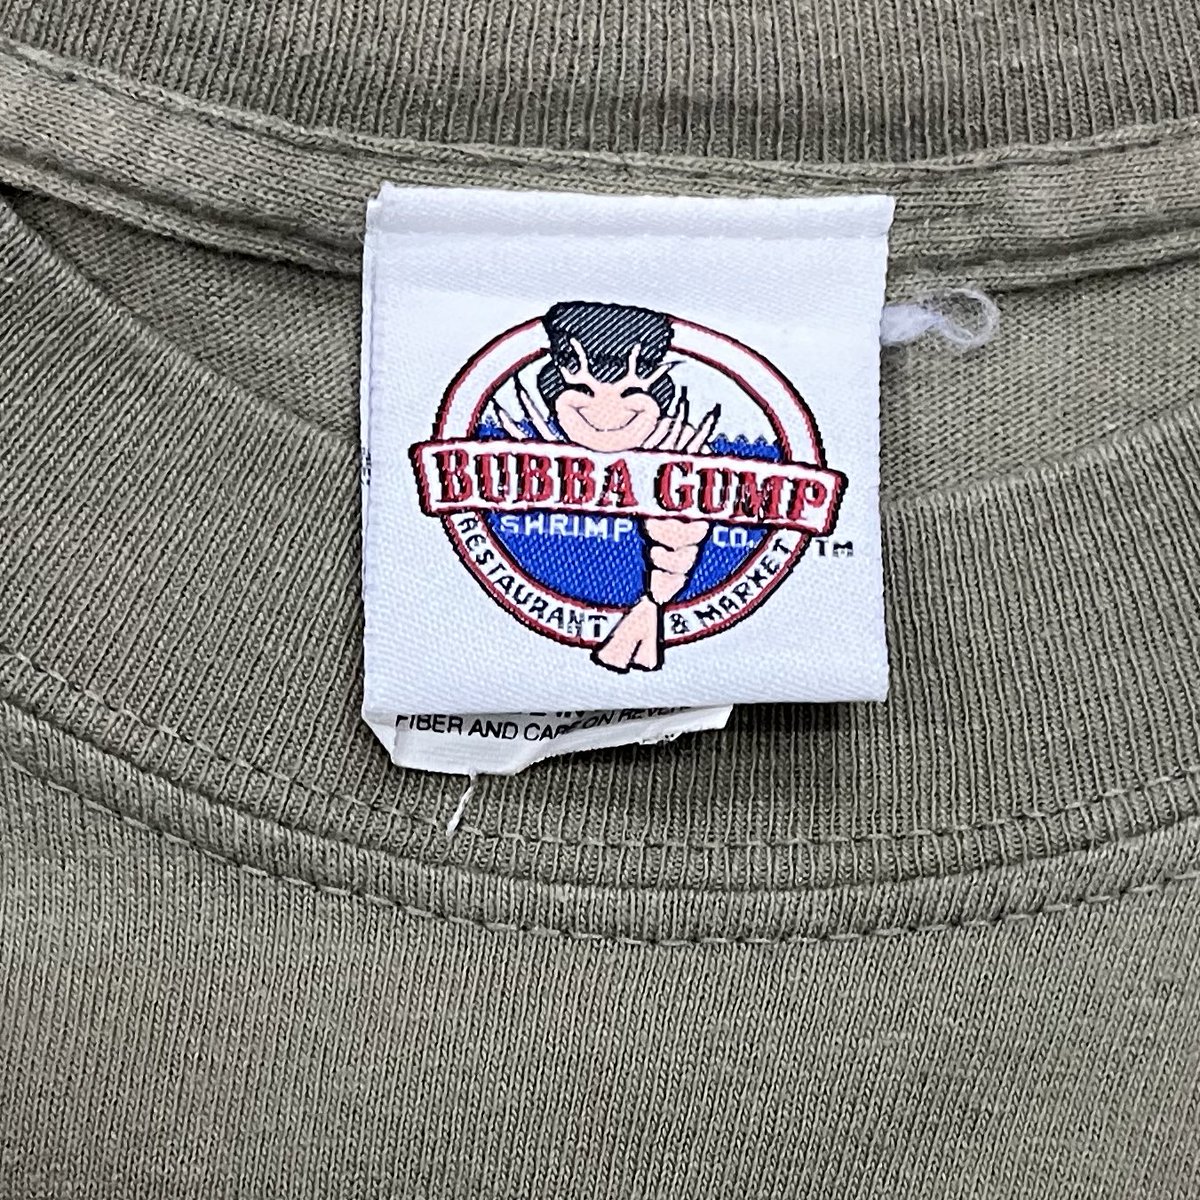 BUBBA GUMP
SHRIMP CO.
RESTAURANT & MARKET
TM
FIBER AND CARE ON REVERSE